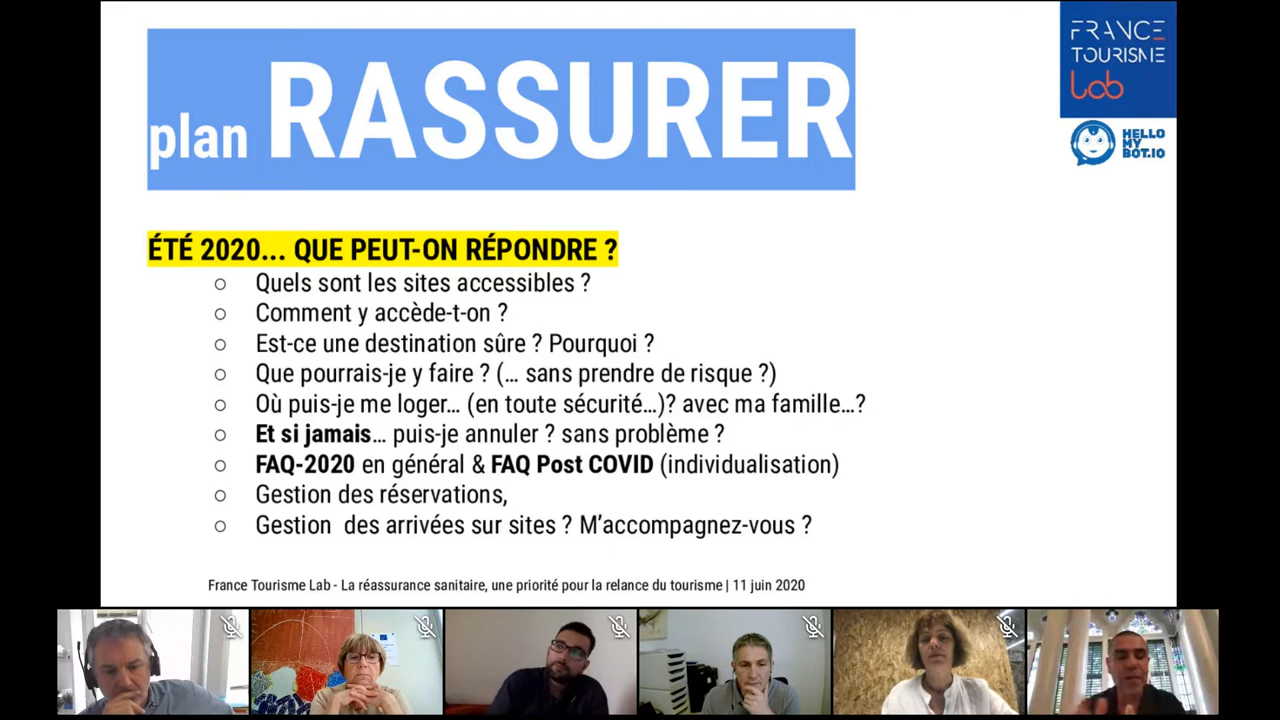 plan RASSURER
FRANCE
TOURISME
Lab
HELLO
MY
BOT.IO
ÉTÉ 2020... QUE PEUT-ON RÉPONDRE ?
Quels sont les sites accessibles ?
Comment y accède-t-on ?
Est-ce une destination sûre ? Pourquoi ?
Que pourrais-je y faire ? (… sans prendre de risque ?)
Où puis-je me loger… (en toute sécurité…)? avec ma famille…?
Et si jamais… puis-je annuler ? sans problème ?
FAQ-2020 en général & FAQ Post COVID (individualisation)
Gestion des réservations,
Gestion  des arrivées sur sites ? M’accompagnez-vous ?
France Tourisme Lab - La réassurance sanitaire, une priorité pour la relance du tourisme | 11 juin 2020